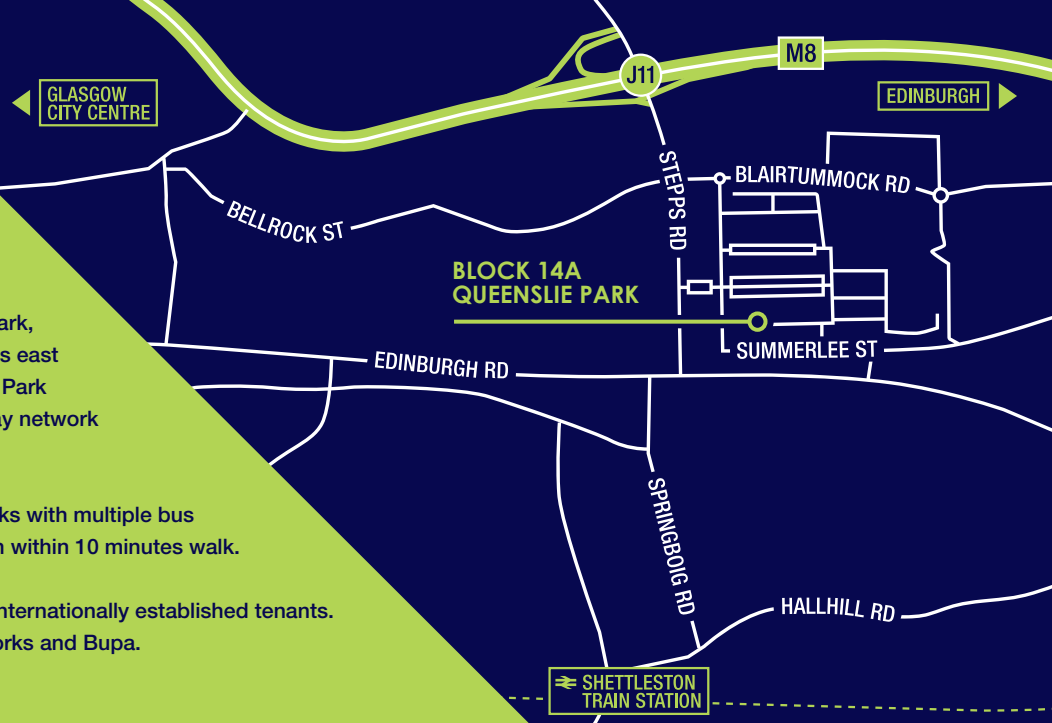 GLASGOW
CITY CENTRE
J11
M8
EDINBURGH
STEPPS RD
BLAIRTUMMOCK RD
BELLROCK ST
BLOCK 14A
QUEENSLIE PARK
SUMMERLEE ST
EDINBURGH RD
SPRINGBOIG RD
HALLHILL RD
SHETTLESTON
TRAIN STATION
ark,
s east
Park
ay network
ks with multiple bus
n within 10 minutes walk.
nternationally established tenants.
orks and Bupa.